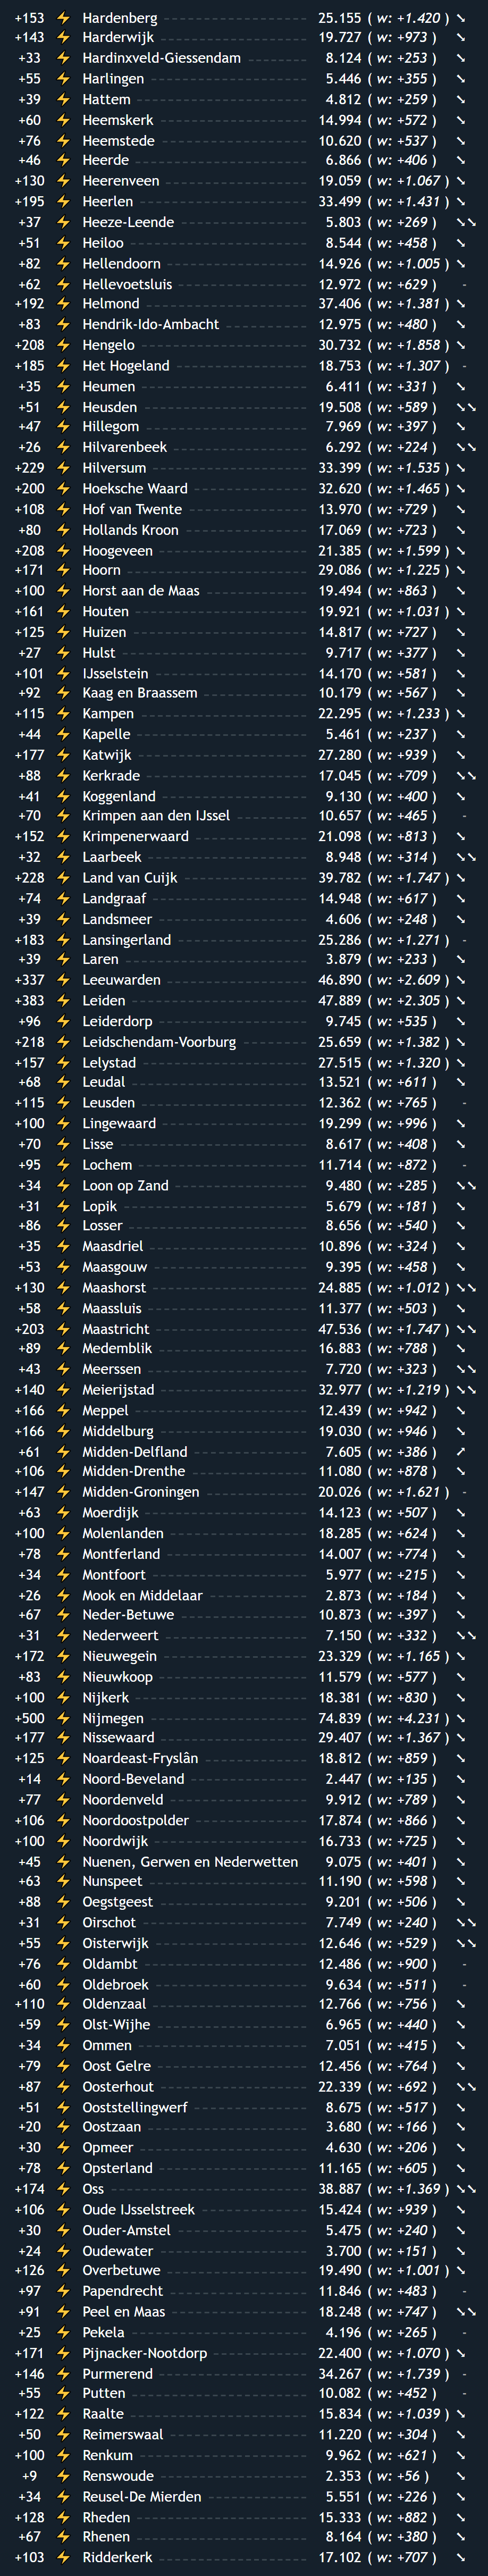 +153 ⚡ Hardenberg 25.155 ( w: +1.420 ) ↘
+143 ⚡ Harderwijk 19.727 ( w: +973 ) ↘
+33 ⚡ Hardinxveld-Giessendam 8.124 ( w: +253 ) ↘
+55 ⚡ Harlingen 5.446 ( w: +355 ) ↘
+39 ⚡ Hattem 4.812 ( w: +259 ) ↘
+60 ⚡ Heemskerk 14.994 ( w: +572 ) ↘
+76 ⚡ Heemstede 10.620 ( w: +537 ) ↘
+46 ⚡ Heerde 6.866 ( w: +406 ) ↘
+130 ⚡ Heerenveen 19.059 ( w: +1.067 ) ↘
+195 ⚡ Heerlen 33.499 ( w: +1.431 ) ↘
+37 ⚡ Heeze-Leende 5.803 ( w: +269 ) ↘↘
+51 ⚡ Heiloo 8.544 ( w: +458 ) ↘
+82 ⚡ Hellendoorn 14.926 ( w: +1.005 ) ↘
+62 ⚡ Hellevoetsluis 12.972 ( w: +629 ) -
+192 ⚡ Helmond 37.406 ( w: +1.381 ) ↘
+83 ⚡ Hendrik-Ido-Ambacht 12.975 ( w: +480 ) ↘
+208 ⚡ Hengelo 30.732 ( w: +1.858 ) ↘
+185 ⚡ Het Hogeland 18.753 ( w: +1.307 ) -
+35 ⚡ Heumen 6.411 ( w: +331 ) ↘
+51 ⚡ Heusden 19.508 ( w: +589 ) ↘↘
+47 ⚡ Hillegom 7.969 ( w: +397 ) ↘
+26 ⚡ Hilvarenbeek 6.292 ( w: +224 ) ↘↘
+229 ⚡ Hilversum 33.399 ( w: +1.535 ) ↘
+200 ⚡ Hoeksche Waard 32.620 ( w: +1.465 ) ↘
+108 ⚡ Hof van Twente 13.970 ( w: +729 ) ↘
+80 ⚡ Hollands Kroon 17.069 ( w: +723 ) ↘
+208 ⚡ Hoogeveen 21.385 ( w: +1.599 ) ↘
+171 ⚡ Hoorn 29.086 ( w: +1.225 ) ↘
+100 ⚡ Horst aan de Maas 19.494 ( w: +863 ) ↘
+161 ⚡ Houten 19.921 ( w: +1.031 ) ↘
+125 ⚡ Huizen 14.817 ( w: +727 ) ↘
+27 ⚡ Hulst 9.717 ( w: +377 ) ↘
+101 ⚡ IJsselstein 14.170 ( w: +581 ) ↘
+92 ⚡ Kaag en Braassem 10.179 ( w: +567 ) ↘
+115 ⚡ Kampen 22.295 ( w: +1.233 ) ↘
+44 ⚡ Kapelle 5.461 ( w: +237 ) ↘
+177 ⚡ Katwijk 27.280 ( w: +939 ) ↘
+88 ⚡ Kerkrade 17.045 ( w: +709 ) ↘↘
+41 ⚡ Koggenland 9.130 ( w: +400 ) ↘
+70 ⚡ Krimpen aan den IJssel 10.657 ( w: +465 ) -
+152 ⚡ Krimpenerwaard 21.098 ( w: +813 ) ↘
+32 ⚡ Laarbeek 8.948 ( w: +314 ) ↘↘
+228 ⚡ Land van Cuijk 39.782 ( w: +1.747 ) ↘
+74 ⚡ Landgraaf 14.948 ( w: +617 ) ↘
+39 ⚡ Landsmeer 4.606 ( w: +248 ) ↘
+183 ⚡ Lansingerland 25.286 ( w: +1.271 ) -
+39 ⚡ Laren 3.879 ( w: +233 ) ↘
+337 ⚡ Leeuwarden 46.890 ( w: +2.609 ) ↘
+383 ⚡ Leiden 47.889 ( w: +2.305 ) ↘
+96 ⚡ Leiderdorp 9.745 ( w: +535 ) ↘
+218 ⚡ Leidschendam-Voorburg 25.659 ( w: +1.382 ) ↘
+157 ⚡ Lelystad 27.515 ( w: +1.320 ) ↘
+68 ⚡ Leudal 13.521 ( w: +611 ) ↘
+115 ⚡ Leusden 12.362 ( w: +765 ) -
+100 ⚡ Lingewaard 19.299 ( w: +996 ) ↘
+70 ⚡ Lisse 8.617 ( w: +408 ) ↘
+95 ⚡ Lochem 11.714 ( w: +872 ) -
+34 ⚡ Loon op Zand 9.480 ( w: +285 ) ↘↘
+31 ⚡ Lopik 5.679 ( w: +181 ) ↘
+86 ⚡ Losser 8.656 ( w: +540 ) ↘
+35 ⚡ Maasdriel 10.896 ( w: +324 ) ↘
+53 ⚡ Maasgouw 9.395 ( w: +458 ) ↘
+130 ⚡ Maashorst 24.885 ( w: +1.012 ) ↘↘
+58 ⚡ Maassluis 11.377 ( w: +503 ) ↘
+203 ⚡ Maastricht 47.536 ( w: +1.747 ) ↘↘
+89 ⚡ Medemblik 16.883 ( w: +788 ) ↘
+43 ⚡ Meerssen 7.720 ( w: +323 ) ↘↘
+140 ⚡ Meierijstad 32.977 ( w: +1.219 ) ↘↘
+166 ⚡ Meppel 12.439 ( w: +942 ) ↘
+166 ⚡ Middelburg 19.030 ( w: +946 ) ↘
+61 ⚡ Midden-Delfland 7.605 ( w: +386 ) ↗
+106 ⚡ Midden-Drenthe 11.080 ( w: +878 ) ↘
+147 ⚡ Midden-Groningen 20.026 ( w: +1.621 ) -
+63 ⚡ Moerdijk 14.123 ( w: +507 ) ↘
+100 ⚡ Molenlanden 18.285 ( w: +624 ) ↘
+78 ⚡ Montferland 14.007 ( w: +774 ) ↘
+34 ⚡ Montfoort 5.977 ( w: +215 ) ↘
+26 ⚡ Mook en Middelaar 2.873 ( w: +184 ) ↘
+67 ⚡ Neder-Betuwe 10.873 ( w: +397 ) ↘
+31 ⚡ Nederweert 7.150 ( w: +332 ) ↘↘
+172 ⚡ Nieuwegein 23.329 ( w: +1.165 ) ↘
+83 ⚡ Nieuwkoop 11.579 ( w: +577 ) ↘
+100 ⚡ Nijkerk 18.381 ( w: +830 ) ↘
+500 ⚡ Nijmegen 74.839 ( w: +4.231 ) ↘
+177 ⚡ Nissewaard 29.407 ( w: +1.367 ) ↘
+125 ⚡ Noardeast-Fryslân 18.812 ( w: +859 ) ↘
+14 ⚡ Noord-Beveland 2.447 ( w: +135 ) ↘
+77 ⚡ Noordenveld 9.912 ( w: +789 ) ↘
+106 ⚡ Noordoostpolder 17.874 ( w: +866 ) ↘
+100 ⚡ Noordwijk 16.733 ( w: +725 ) ↘
+45 ⚡ Nuenen, Gerwen en Nederwetten 9.075 ( w: +401 ) ↘
+63 ⚡ Nunspeet 11.190 ( w: +598 ) ↘
+88 ⚡ Oegstgeest 9.201 ( w: +506 ) ↘
+31 ⚡ Oirschot 7.749 ( w: +240 ) ↘↘
+55 ⚡ Oisterwijk 12.646 ( w: +529 ) ↘↘
+76 ⚡ Oldambt 12.486 ( w: +900 ) -
+60 ⚡ Oldebroek 9.634 ( w: +511 ) -
+110 ⚡ Oldenzaal 12.766 ( w: +756 ) ↘
+59 ⚡ Olst-Wijhe 6.965 ( w: +440 ) ↘
+34 ⚡ Ommen 7.051 ( w: +415 ) ↘
+79 ⚡ Oost Gelre 12.456 ( w: +764 ) ↘
+87 ⚡ Oosterhout 22.339 ( w: +692 ) ↘↘
+51 ⚡ Ooststellingwerf 8.675 ( w: +517 ) ↘
+20 ⚡ Oostzaan 3.680 ( w: +166 ) ↘
+30 ⚡ Opmeer 4.630 ( w: +206 ) ↘
+78 ⚡ Opsterland 11.165 ( w: +605 ) ↘
+174 ⚡ Oss 38.887 ( w: +1.369 ) ↘↘
+106 ⚡ Oude IJsselstreek 15.424 ( w: +939 ) ↘
+30 ⚡ Ouder-Amstel 5.475 ( w: +240 ) ↘
+24 ⚡ Oudewater 3.700 ( w: +151 ) ↘
+126 ⚡ Overbetuwe 19.490 ( w: +1.001 ) ↘
+97 ⚡ Papendrecht 11.846 ( w: +483 ) -
+91 ⚡ Peel en Maas 18.248 ( w: +747 ) ↘↘
+25 ⚡ Pekela 4.196 ( w: +265 ) -
+171 ⚡ Pijnacker-Nootdorp 22.400 ( w: +1.070 ) ↘
+146 ⚡ Purmerend 34.267 ( w: +1.739 ) -
+55 ⚡ Putten 10.082 ( w: +452 ) -
+122 ⚡ Raalte 15.834 ( w: +1.039 ) ↘
+50 ⚡ Reimerswaal 11.220 ( w: +304 ) ↘
+100 ⚡ Renkum 9.962 ( w: +621 ) ↘
+9 ⚡ Renswoude 2.353 ( w: +56 ) ↘
+34 ⚡ Reusel-De Mierden 5.551 ( w: +226 ) ↘
+128 ⚡ Rheden 15.333 ( w: +882 ) ↘
+67 ⚡ Rhenen 8.164 ( w: +380 ) ↘
+103 ⚡ Ridderkerk 17.102 ( w: +707 ) ↘